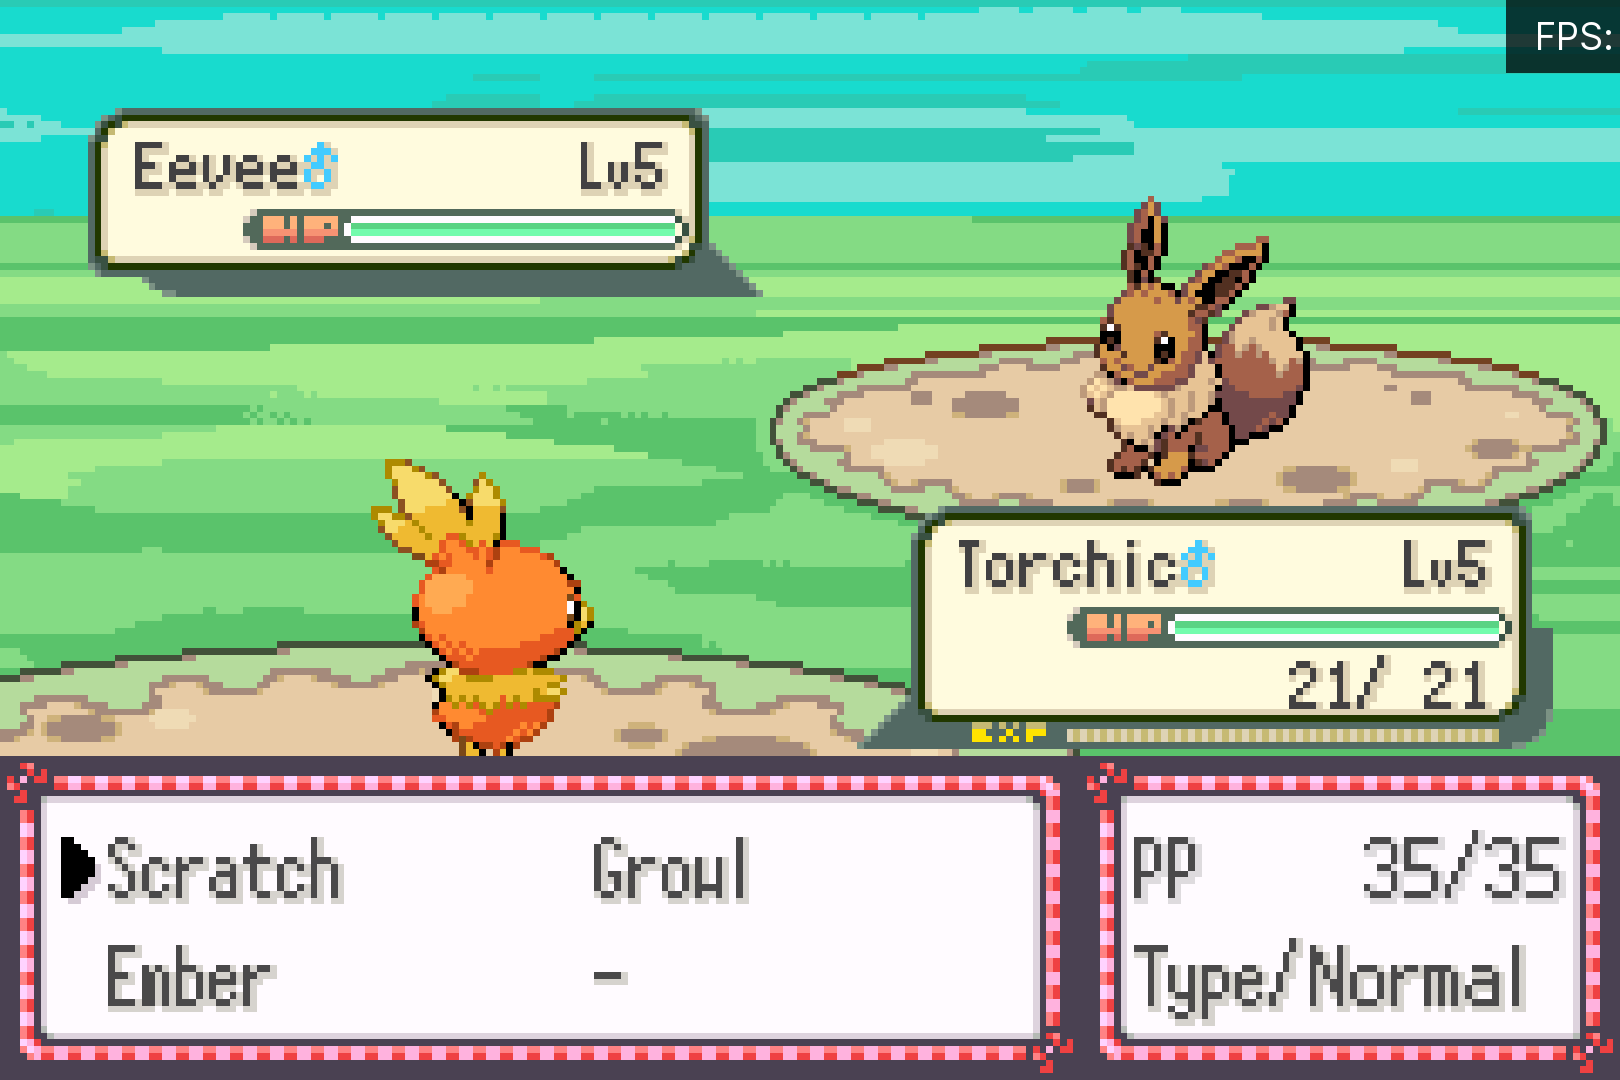 FPS:
Eevee♂ Lv5
HP
Torchic♂ Lv5
HP
21/ 21
EXP
Scratch Growl
Ember -
PP 35/35
Type/Normal